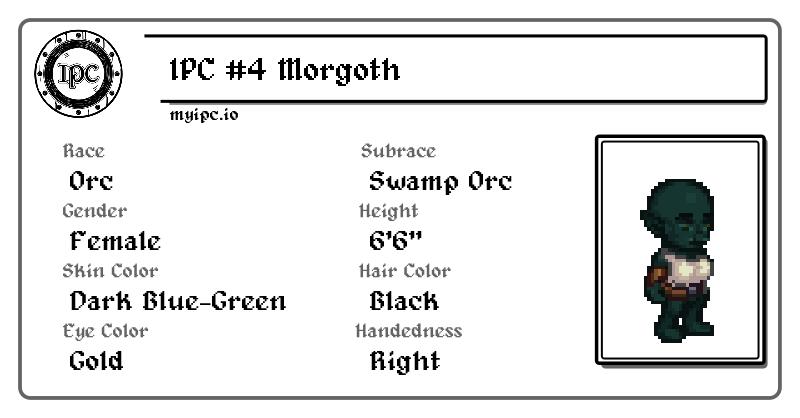 IPC
IPC #4 Morgoth
myipc.io
Race
Subrace
Orc
Swamp Orc
Gender
Height
Female
6'6"
Skin Color
Hair Color
Dark Blue-Green
Black
Eye Color
Handedness
Gold
Right